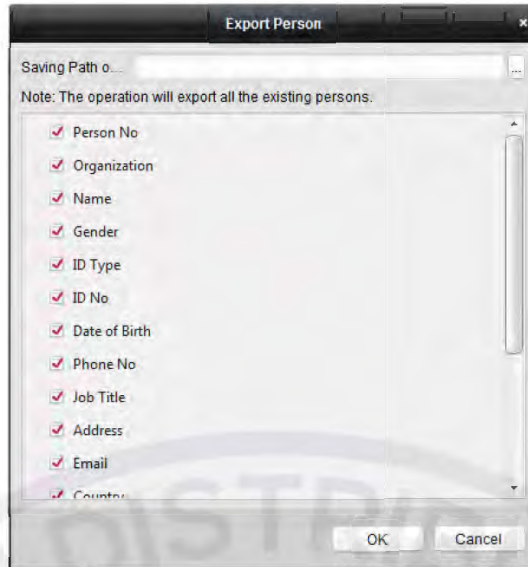 Export Person
×
Saving Path o...
...
Note: The operation will export all the existing persons.
Person No
Organization
Name
Gender
ID Type
ID No
Date of Birth
Phone No
Job Title
Address
Email
Country
OK
Cancel